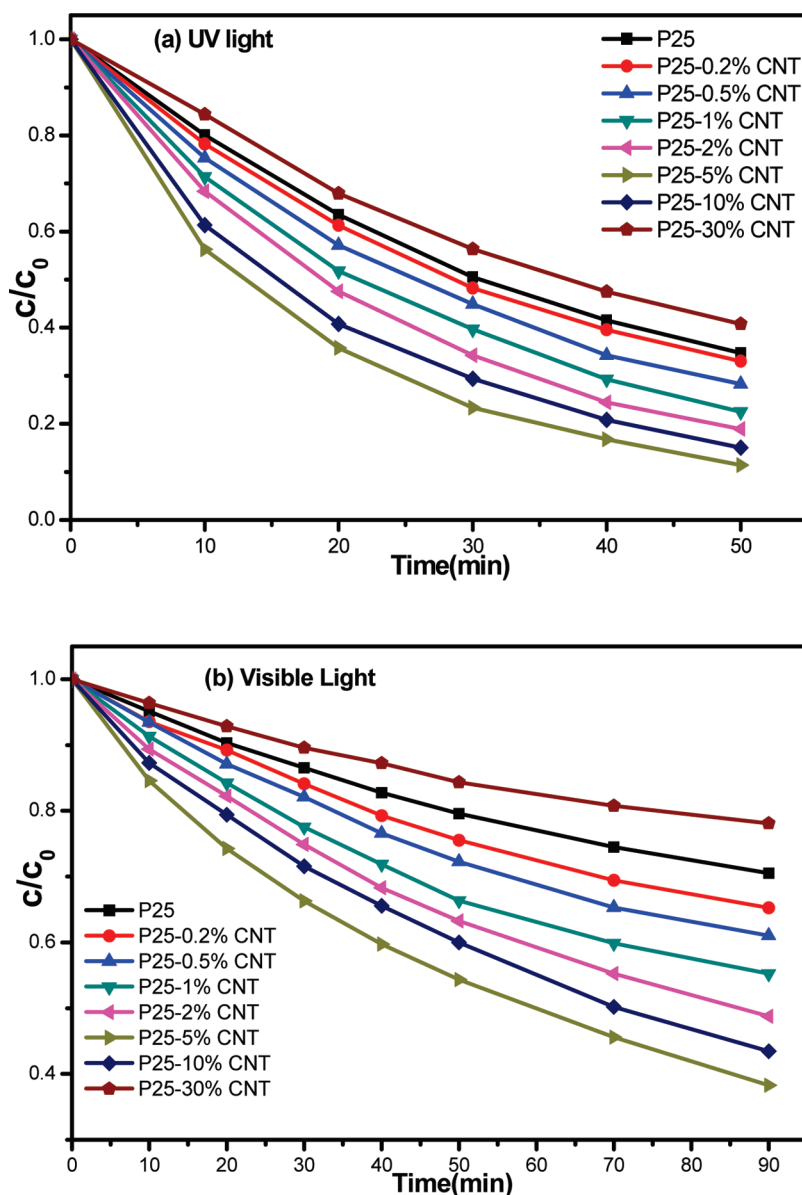 (a) UV light
P25
P25-0.2% CNT
P25-0.5% CNT
P25-1% CNT
P25-2% CNT
P25-5% CNT
P25-10% CNT
P25-30% CNT
1.0
0.8
0.6
0.4
0.2
0.0
c/c₀
0 10 20 30 40 50
Time(min)
(b) Visible Light
1.0
0.8
0.6
0.4
c/c₀
P25
P25-0.2% CNT
P25-0.5% CNT
P25-1% CNT
P25-2% CNT
P25-5% CNT
P25-10% CNT
P25-30% CNT
0 10 20 30 40 50 60 70 80 90
Time(min)